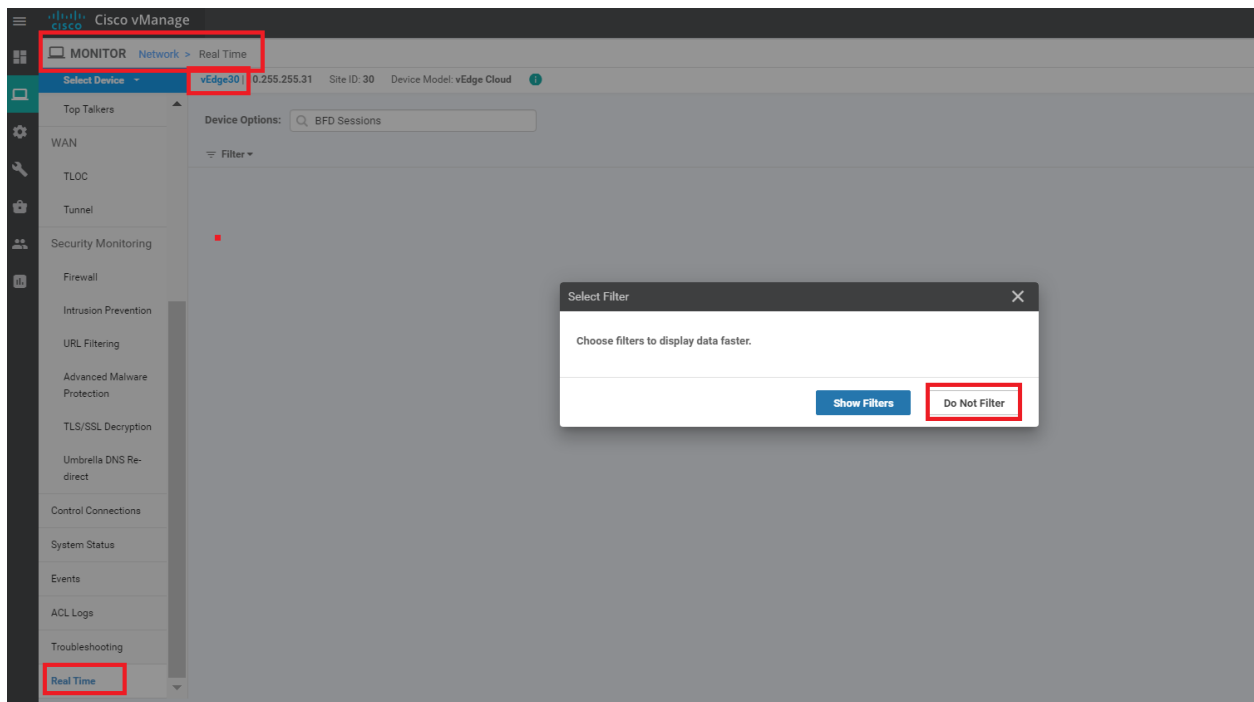 cisco Cisco vManage
MONITOR Network > Real Time
Select Device
vEdge30 | 0.255.255.31 Site ID: 30 Device Model: vEdge Cloud i
Top Talkers
Device Options: BFD Sessions
WAN
Filter
TLOC
Tunnel
Security Monitoring
Firewall
Select Filter
Intrusion Prevention
Choose filters to display data faster.
URL Filtering
Advanced Malware
Protection
Show Filters Do Not Filter
TLS/SSL Decryption
Umbrella DNS Re-
direct
Control Connections
System Status
Events
ACL Logs
Troubleshooting
Real Time